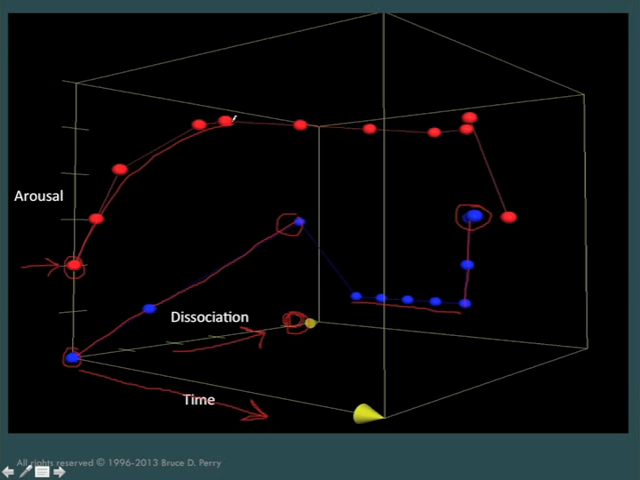 Arousal
Dissociation
Time
All rights reserved © 1996-2013 Bruce D. Perry